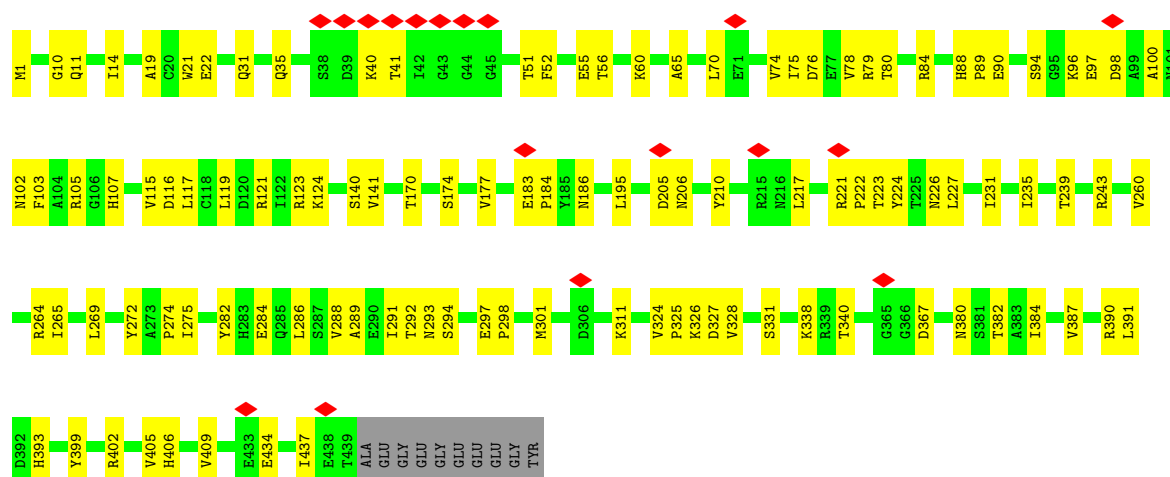 M1 G10 Q11 I14 A19 C20 W21 E22 Q31 Q35 S38 D39 K40 T41 I42 G43 G44 G45 T51 F52 E55 T56 K60 A65 L70 E71 V74 I75 D76 E77 V78 R79 T80 R84 H88 P89 E90 S94 G95 K96 E97 D98 A99 A100 N101
N102 F103 A104 R105 G106 H107 V115 D116 L117 C118 L119 D120 R121 I122 R123 K124 S140 V141 T170 S174 V177 E183 P184 Y185 N186 L195 D205 N206 Y210 R215 N216 L217 R221 P222 T223 Y224 T225 N226 L227 I231 I235 T239 R243 V260
R264 I265 L269 Y272 A273 P274 I275 Y282 H283 E284 Q285 L286 S287 V288 A289 E290 I291 T292 N293 S294 E297 P298 M301 D306 K311 V324 P325 K326 D327 V328 S331 K338 R339 T340 G365 G366 D367 N380 S381 T382 A383 I384 V387 R390 L391
D392 H393 Y399 R402 V405 H406 V409 E433 E434 I437 E438 T439 ALA GLU GLY GLU GLY GLU GLU GLU GLY TYR